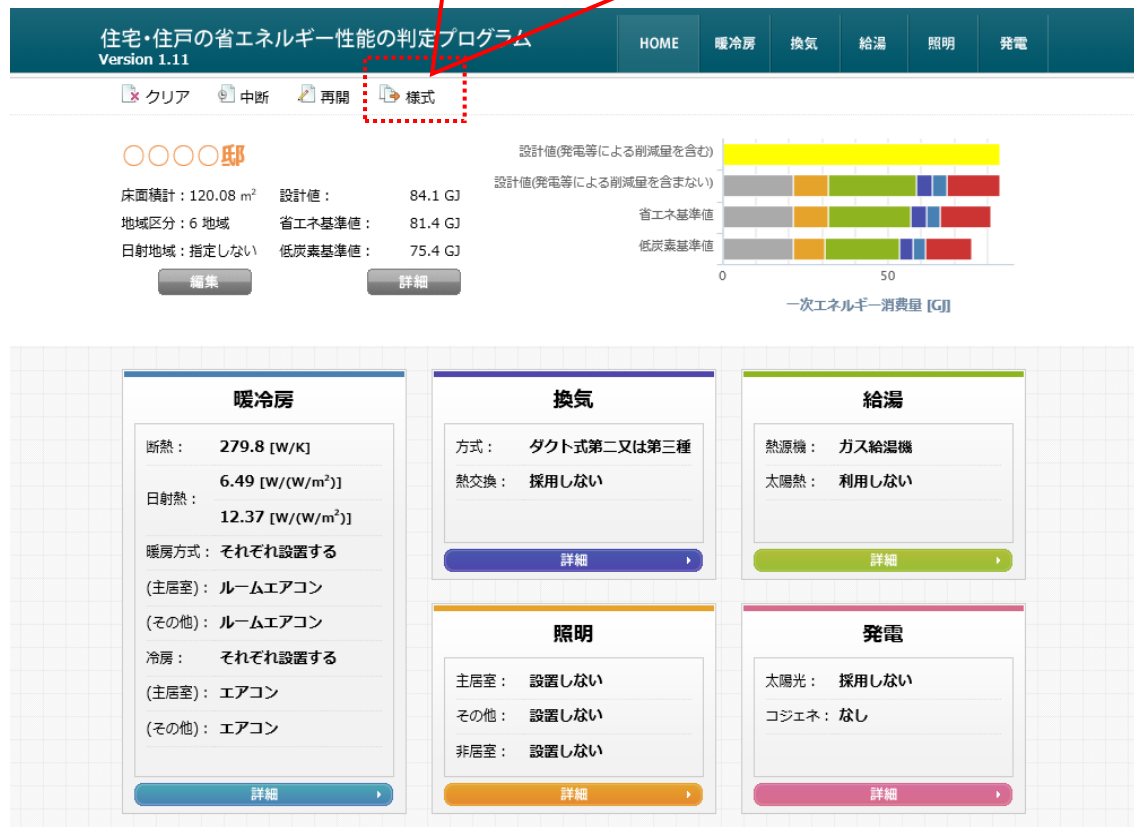 住宅・住戸の省エネルギー性能の判定プログラム
Version 1.11
HOME 暖冷房 換気 給湯 照明 発電
クリア 中断 再開 様式
〇〇〇〇邸
床面積計：120.08 m² 設計値： 84.1 GJ
地域区分：6 地域 省エネ基準値： 81.4 GJ
日射地域：指定しない 低炭素基準値： 75.4 GJ
編集 詳細
設計値(発電等による削減量を含む)
設計値(発電等による削減量を含まない)
省エネ基準値
低炭素基準値
0 50
一次エネルギー消費量 [GJ]
暖冷房
断熱： 279.8 [W/K]
日射熱： 6.49 [W/(W/m²)]
12.37 [W/(W/m²)]
暖房方式： それぞれ設置する
(主居室)： ルームエアコン
(その他)： ルームエアコン
冷房： それぞれ設置する
(主居室)： エアコン
(その他)： エアコン
詳細
換気
方式： ダクト式第二又は第三種
熱交換： 採用しない
詳細
給湯
熱源機： ガス給湯機
太陽熱： 利用しない
詳細
照明
主居室： 設置しない
その他： 設置しない
非居室： 設置しない
詳細
発電
太陽光： 採用しない
コジェネ： なし
詳細